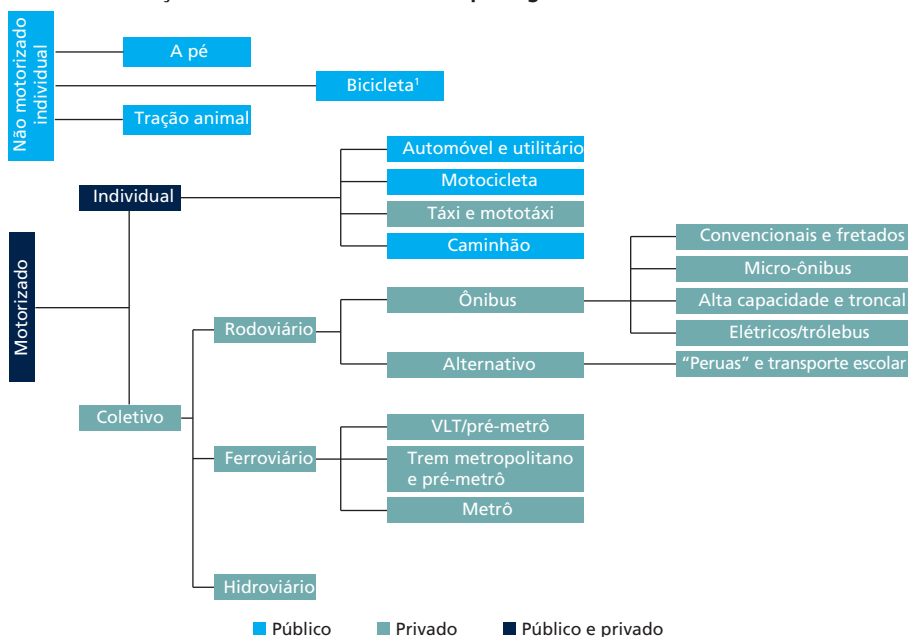 Não motorizado
individual
A pé
Bicicleta¹
Tração animal
Motorizado
Individual
Automóvel e utilitário
Motocicleta
Táxi e mototáxi
Caminhão
Coletivo
Rodoviário
Ônibus
Convencionais e fretados
Micro-ônibus
Alta capacidade e troncal
Elétricos/trólebus
Alternativo
“Peruas” e transporte escolar
Ferroviário
VLT/pré-metrô
Trem metropolitano
e pré-metrô
Metrô
Hidroviário
Público
Privado
Público e privado